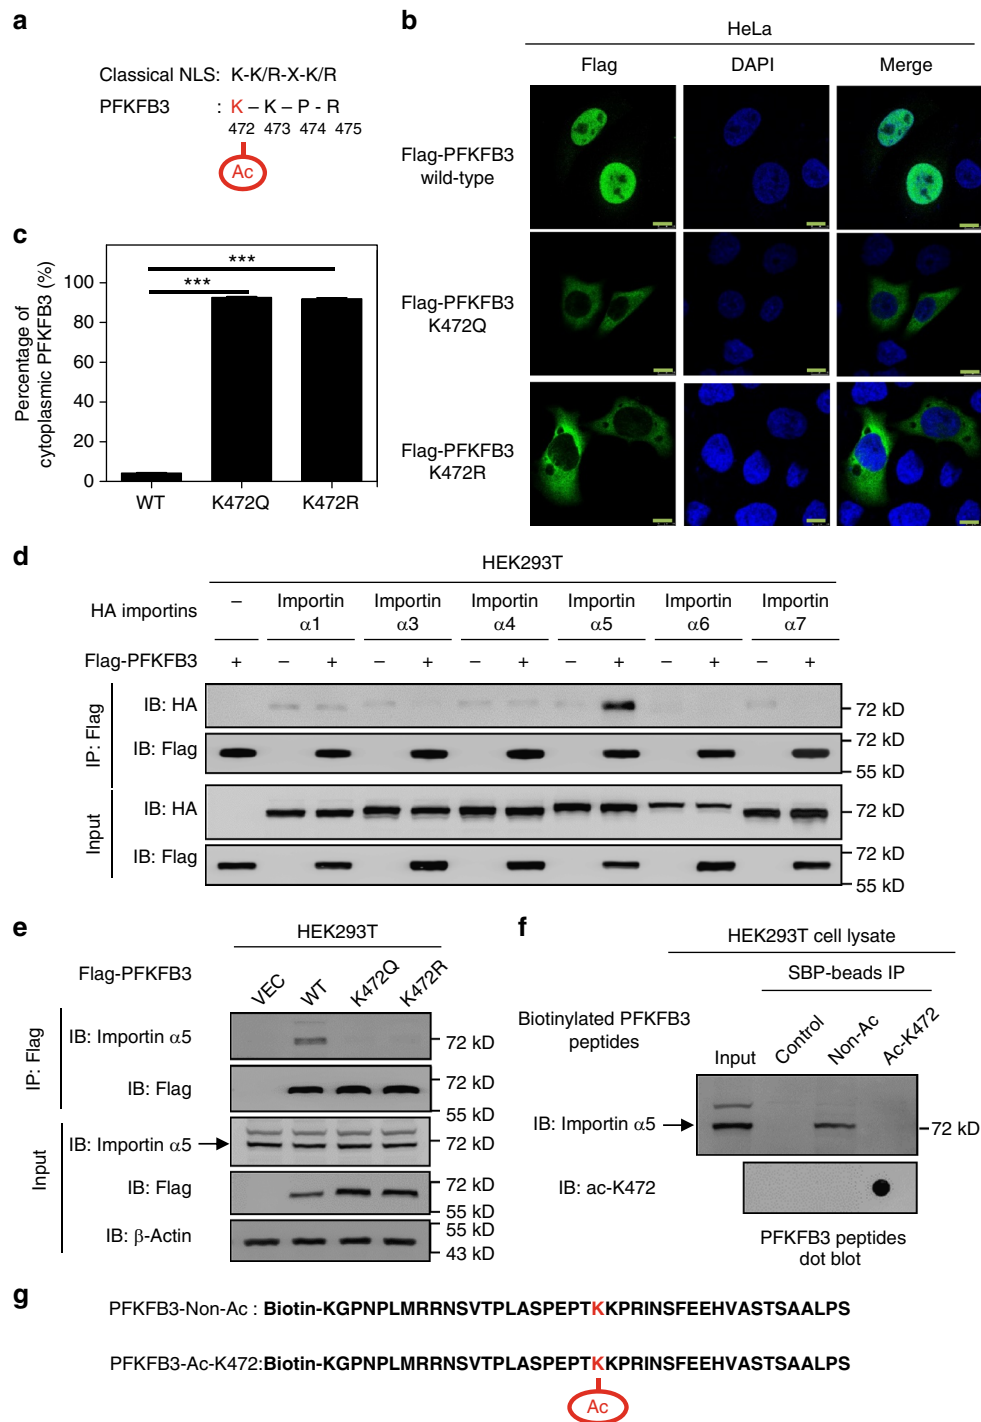 a
Classical NLS: K-K/R-X-K/R
PFKFB3 : K – K – P - R
472 473 474 475
Ac
b
HeLa
Flag DAPI Merge
Flag-PFKFB3
wild-type
Flag-PFKFB3
K472Q
Flag-PFKFB3
K472R
c
Percentage of
cytoplasmic PFKFB3 (%)
100
80
60
40
20
0
***
***
WT K472Q K472R
d
HEK293T
HA importins – Importin α1 Importin α3 Importin α4 Importin α5 Importin α6 Importin α7
Flag-PFKFB3 + – + – + – + – + – + – +
IP: Flag
IB: HA 72 kD
IB: Flag 72 kD
55 kD
Input
IB: HA 72 kD
IB: Flag 72 kD
55 kD
e
HEK293T
Flag-PFKFB3 VEC WT K472Q K472R
IP: Flag
IB: Importin α5 72 kD
IB: Flag 72 kD
55 kD
Input
IB: Importin α5 72 kD
IB: Flag 72 kD
55 kD
IB: β-Actin 55 kD
43 kD
f
HEK293T cell lysate
SBP-beads IP
Biotinylated PFKFB3
peptides
Input Control Non-Ac Ac-K472
IB: Importin α5 72 kD
IB: ac-K472
PFKFB3 peptides
dot blot
g
PFKFB3-Non-Ac : Biotin-KGPNPLMRRNSVTPLASPEPTKKPRINSFEEHVASTSAALPS
PFKFB3-Ac-K472:Biotin-KGPNPLMRRNSVTPLASPEPTKKPRINSFEEHVASTSAALPS
Ac